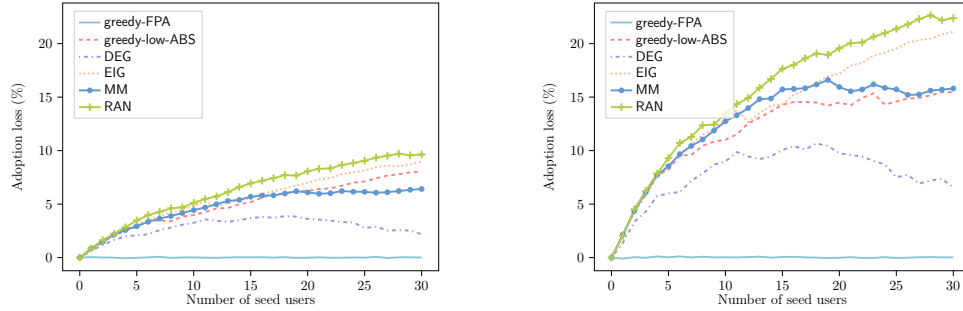 greedy-FPA
greedy-low-ABS
DEG
EIG
MM
RAN
20
15
10
5
0
Adoption loss (%)
0 5 10 15 20 25 30
Number of seed users
greedy-FPA
greedy-low-ABS
DEG
EIG
MM
RAN
20
15
10
5
0
Adoption loss (%)
0 5 10 15 20 25 30
Number of seed users